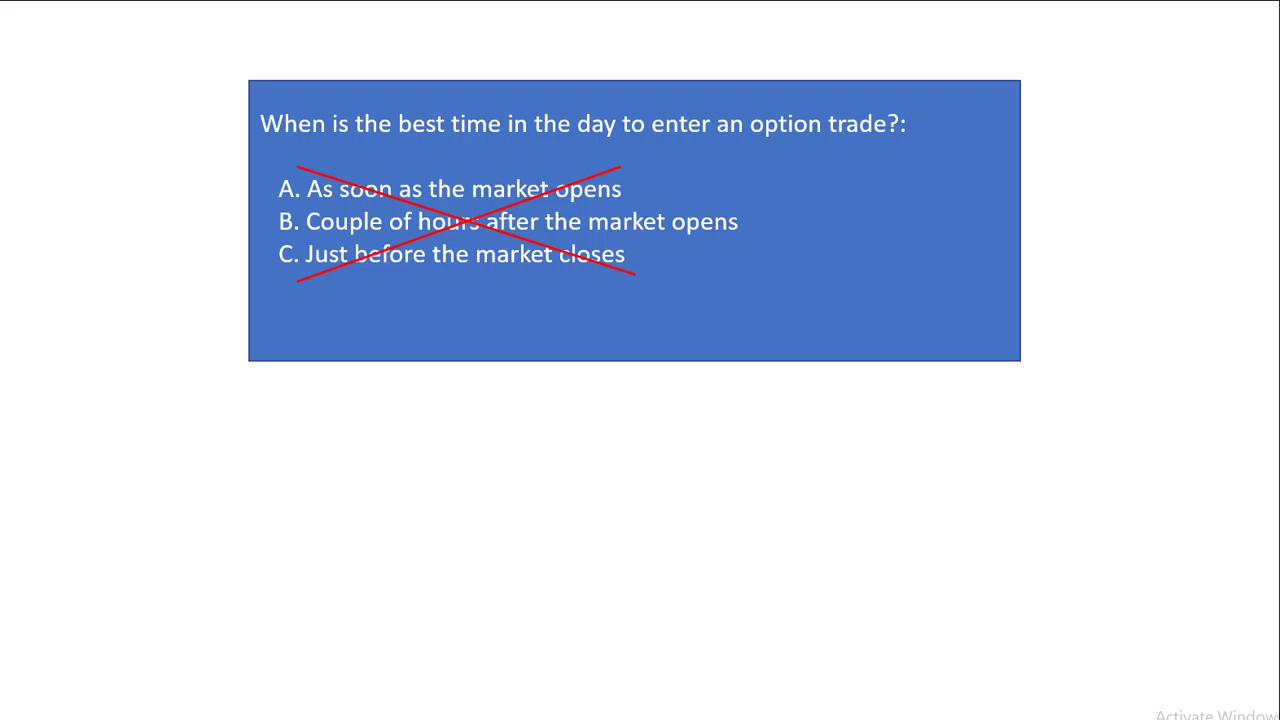 When is the best time in the day to enter an option trade?:
A. As soon as the market opens
B. Couple of hours after the market opens
C. Just before the market closes
Activate Window